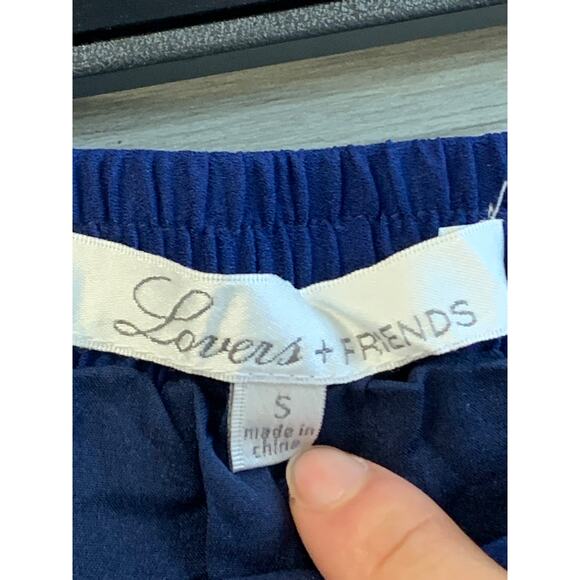 Lovers + FRIENDS
S
made in
china